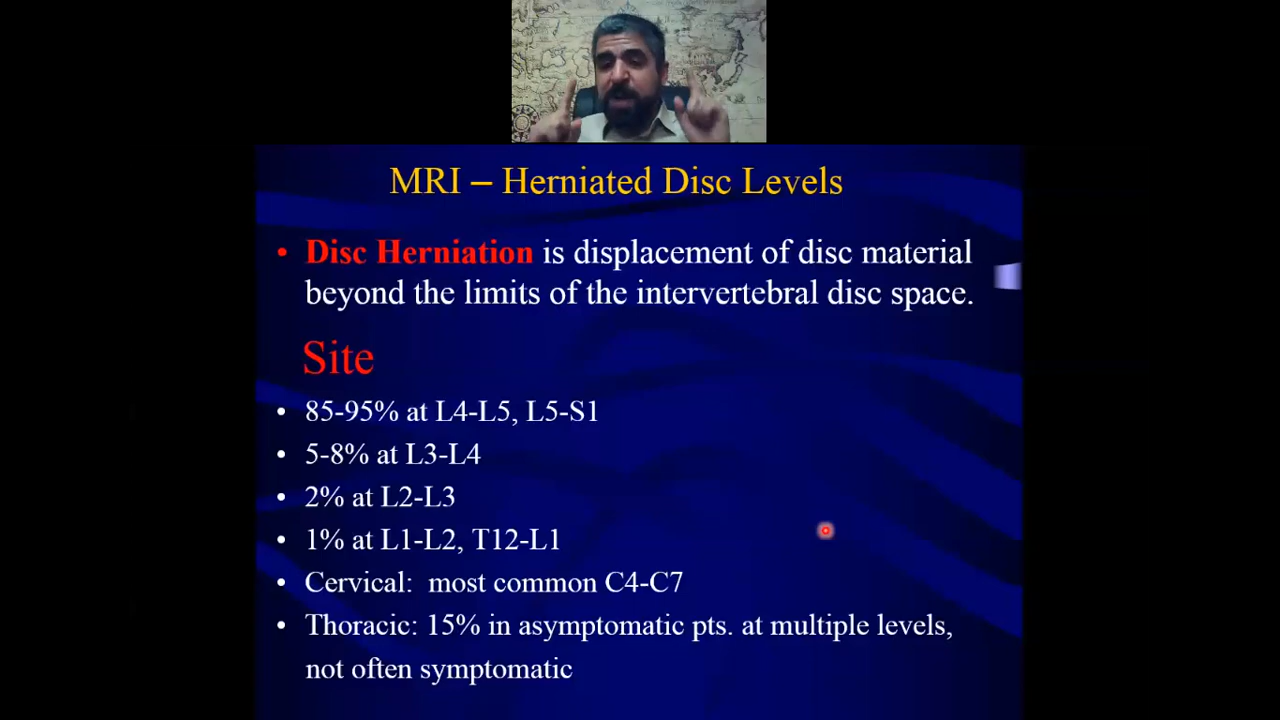 MRI – Herniated Disc Levels
• Disc Herniation is displacement of disc material
beyond the limits of the intervertebral disc space.
Site
• 85-95% at L4-L5, L5-S1
• 5-8% at L3-L4
• 2% at L2-L3
• 1% at L1-L2, T12-L1
• Cervical:  most common C4-C7
• Thoracic: 15% in asymptomatic pts. at multiple levels,
not often symptomatic